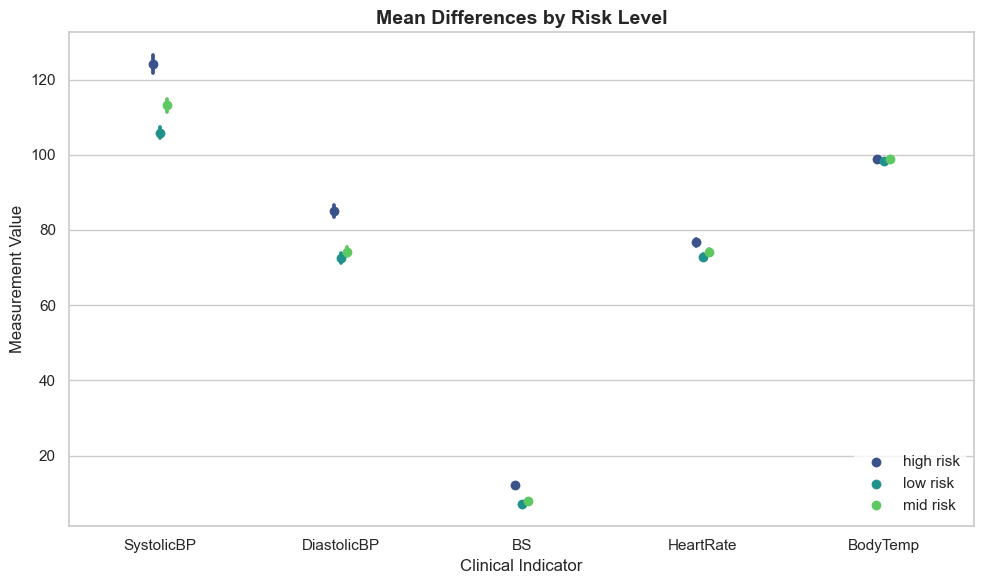 Mean Differences by Risk Level
Measurement Value
120
100
80
60
40
20
high risk
low risk
mid risk
SystolicBP
DiastolicBP
BS
HeartRate
BodyTemp
Clinical Indicator